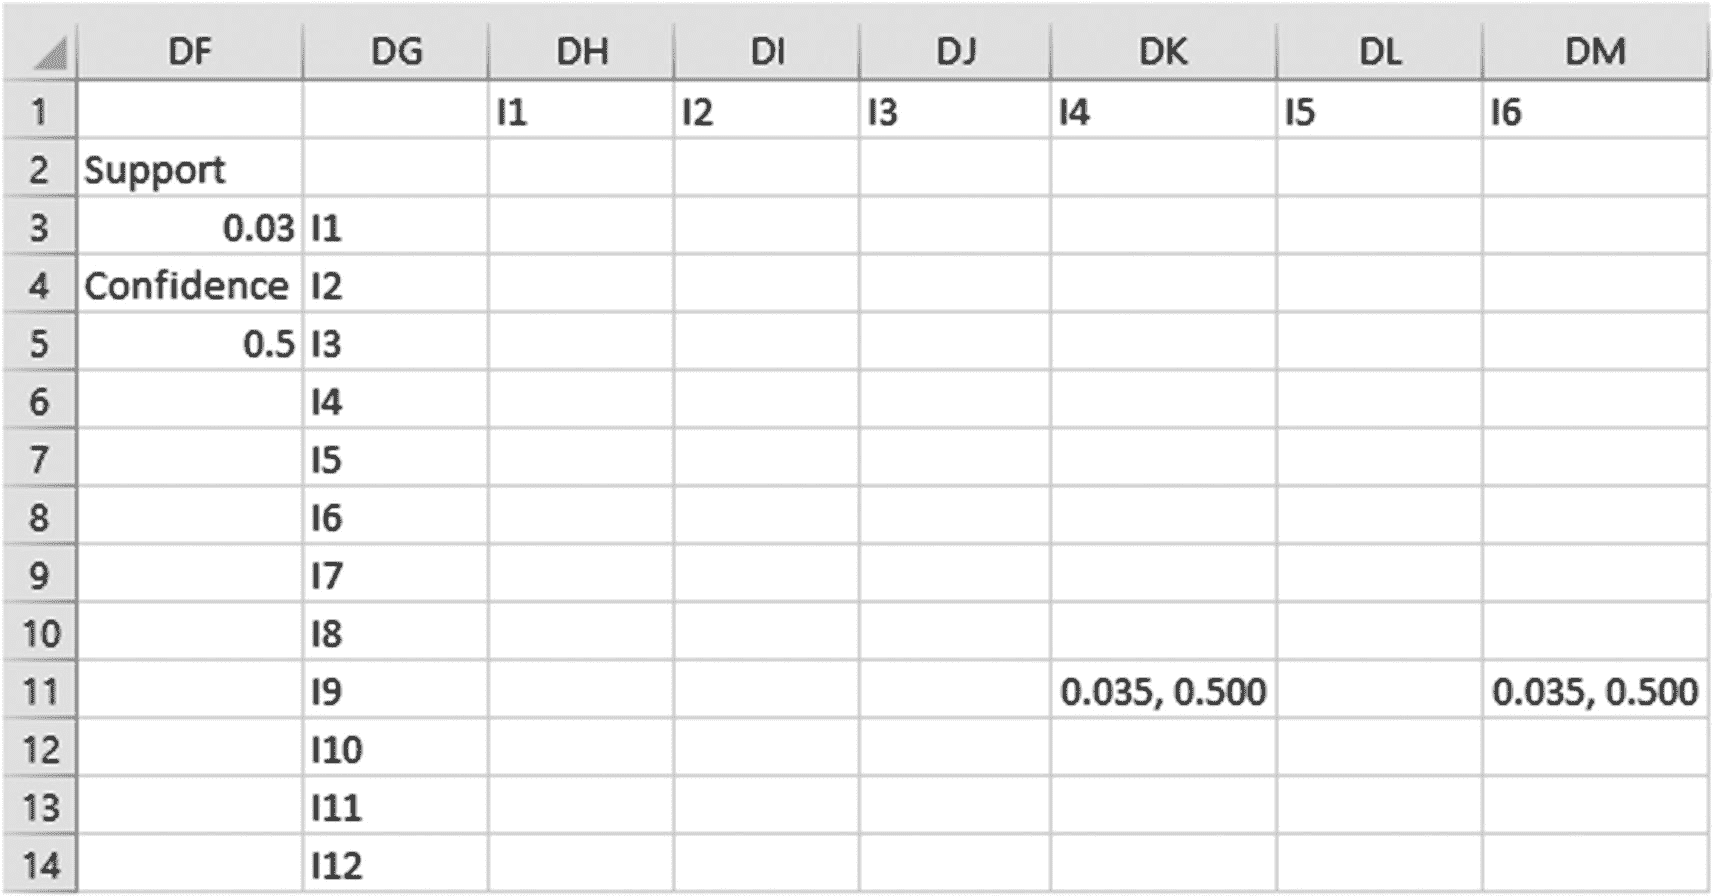 DF DG DH DI DJ DK DL DM
1 I1 I2 I3 I4 I5 I6
2 Support
3 0.03 I1
4 Confidence I2
5 0.5 I3
6 I4
7 I5
8 I6
9 I7
10 I8
11 I9 0.035, 0.500 0.035, 0.500
12 I10
13 I11
14 I12